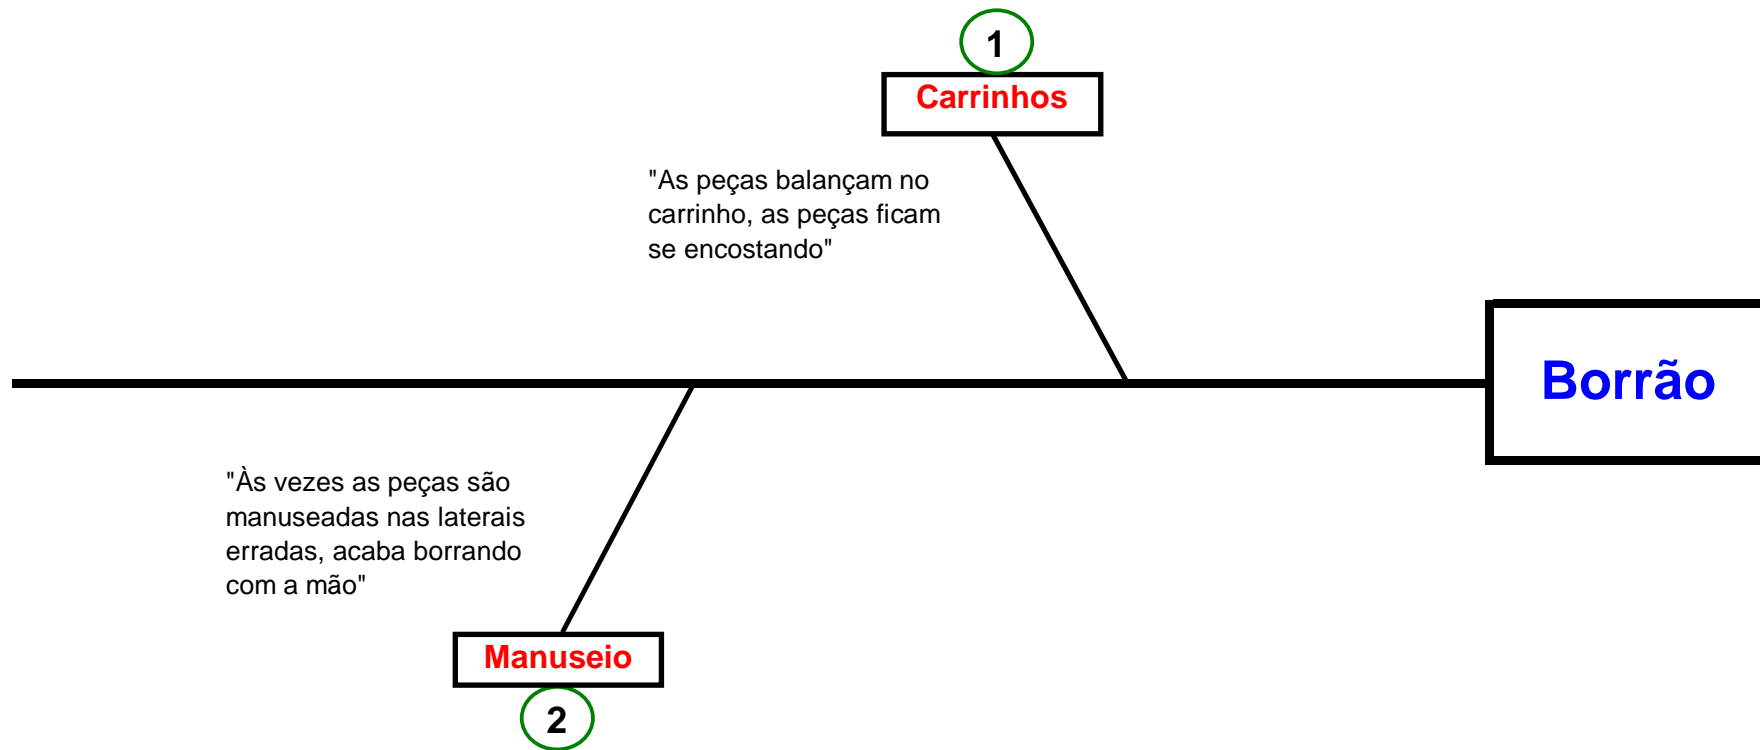 1
Carrinhos
"As peças balançam no
carrinho, as peças ficam
se encostando"
Borrão
"Às vezes as peças são
manuseadas nas laterais
erradas, acaba borrando
com a mão"
Manuseio
2